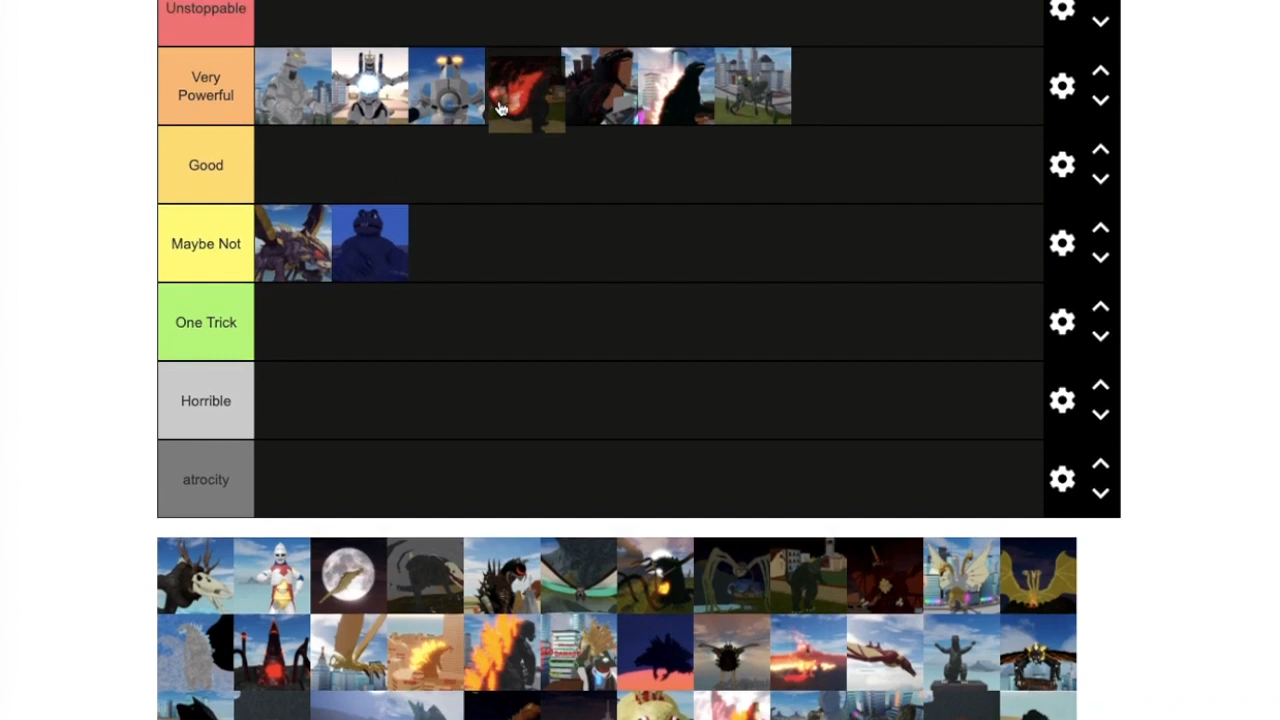 Unstoppable
Very
Powerful
Good
Maybe Not
One Trick
Horrible
atrocity